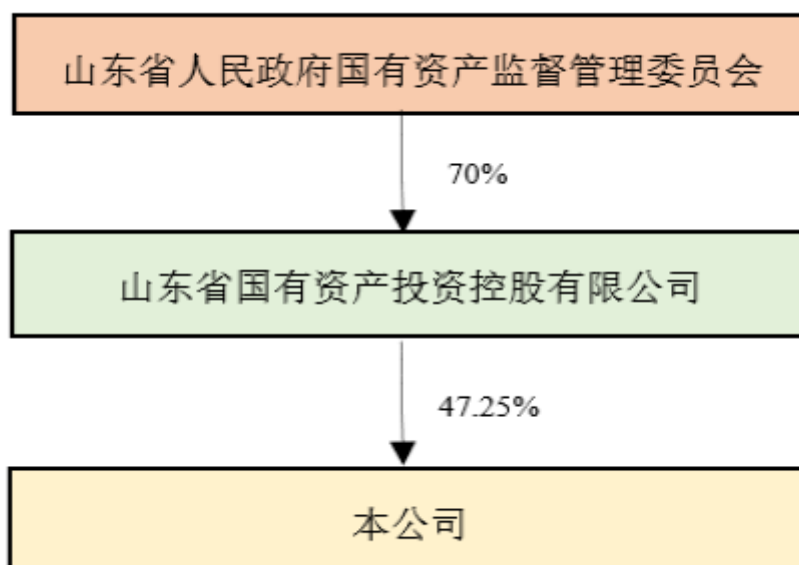 山东省人民政府国有资产监督管理委员会
70%
山东省国有资产投资控股有限公司
47.25%
本公司